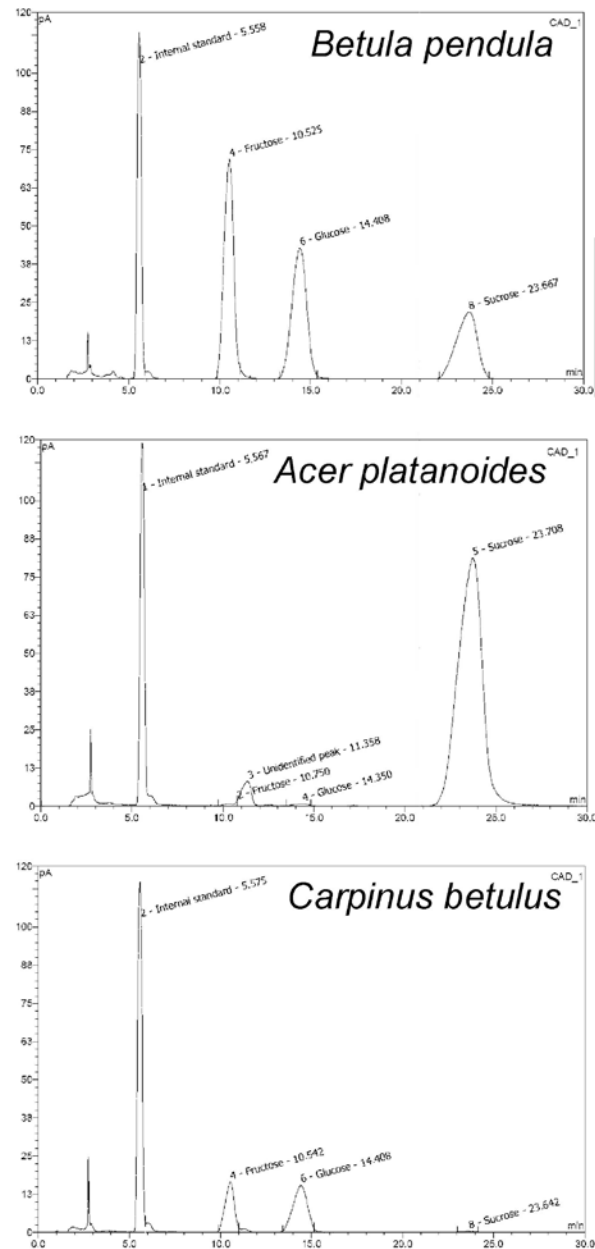 120
pA
CAD_1
Betula pendula
2 - Internal standard - 5.558
100
88
4 - Fructose - 10.525
75
63
6 - Glucose - 14.408
50
38
8 - Sucrose - 23.667
25
13
0
min
0.0 5.0 10.0 15.0 20.0 30.0
120
pA
CAD_1
Acer platanoides
1 - Internal standard - 5.567
100
88
5 - Sucrose - 23.708
75
63
50
38
25
3 - Unidentified peak - 11.358
13
2 - Fructose - 10.750
4 - Glucose - 14.350
0
min
0.0 5.0 10.0 15.0 20.0 25.0 30.0
120
pA
CAD_1
Carpinus betulus
2 - Internal standard - 5.575
100
88
75
63
50
38
25
4 - Fructose - 10.542
6 - Glucose - 14.408
13
8 - Sucrose - 23.642
0
min
0.0 5.0 10.0 15.0 20.0 25.0 30.0